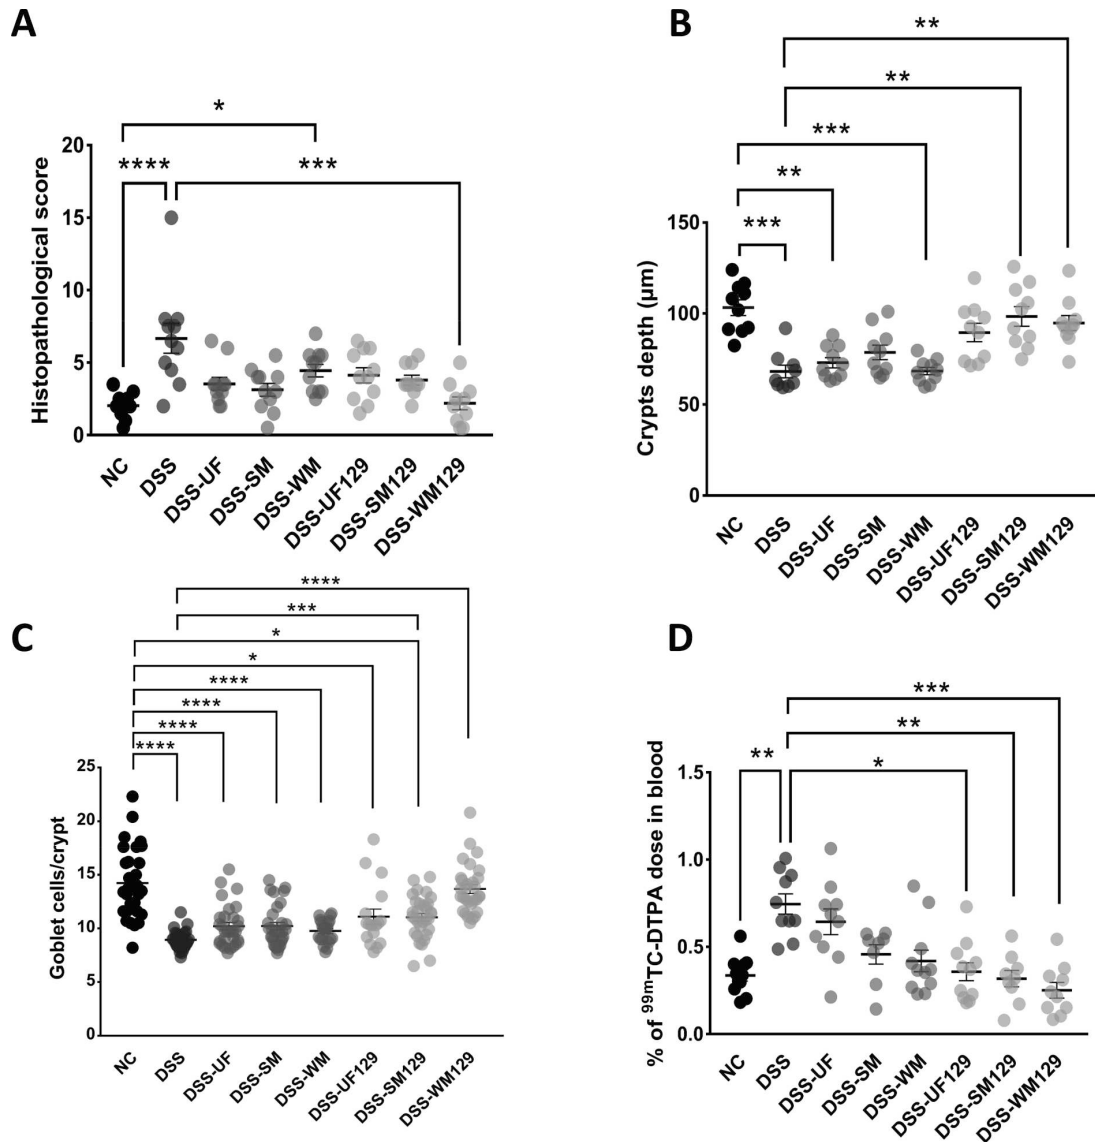 A
*
****
***
Histopathological score
20
15
10
5
0
NC
DSS
DSS-UF
DSS-SM
DSS-WM
DSS-UF129
DSS-SM129
DSS-WM129
B
**
**
***
**
***
Crypts depth (µm)
150
100
50
0
NC
DSS
DSS-UF
DSS-SM
DSS-WM
DSS-UF129
DSS-SM129
DSS-WM129
C
****
***
*
*
****
****
****
****
Goblet cells/crypt
25
20
15
10
5
0
NC
DSS
DSS-UF
DSS-SM
DSS-WM
DSS-UF129
DSS-SM129
DSS-WM129
D
***
**
**
*
% of ⁹⁹ᵐTC-DTPA dose in blood
1.5
1.0
0.5
0.0
NC
DSS
DSS-UF
DSS-SM
DSS-WM
DSS-UF129
DSS-SM129
DSS-WM129